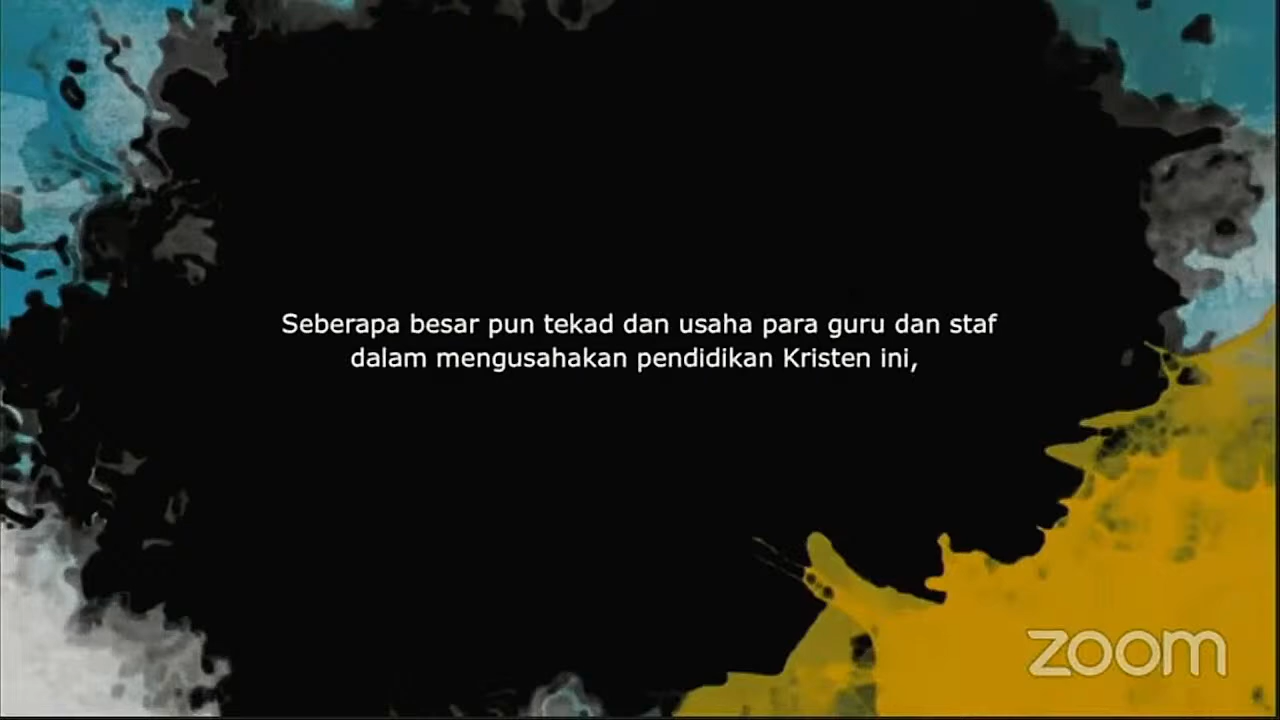 Seberapa besar pun tekad dan usaha para guru dan staf
dalam mengusahakan pendidikan Kristen ini,
zoom